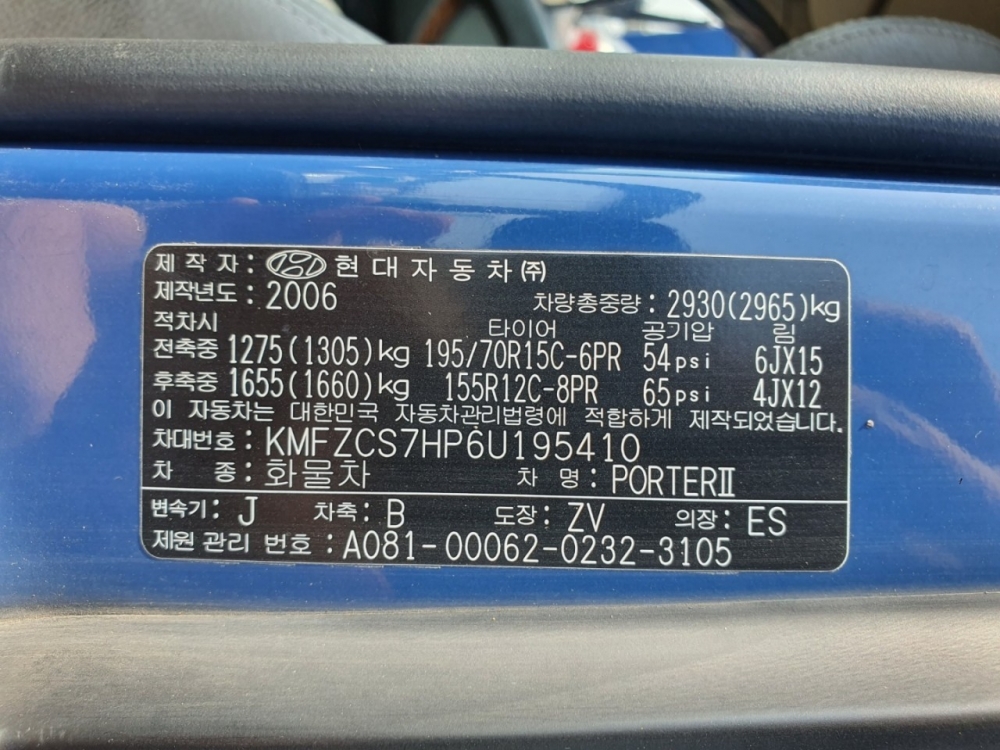 제 작 자 : 현대자동차㈜
제작년도 : 2006 차량총중량 : 2930(2965)kg
적차시 타이어 공기압 림
전축중 1275(1305)kg 195/70R15C-6PR 54psi 6JX15
후축중 1655(1660)kg 155R12C-8PR 65psi 4JX12
이 자동차는 대한민국 자동차관리법령에 적합하게 제작되었습니다.
차대번호 : KMFZCS7HP6U195410
차 종 : 화물차 차 명 : PORTERⅡ
변속기 : J 차축 : B 도장 : ZV 의장 : ES
제원 관리 번호 : A081-00062-0232-3105